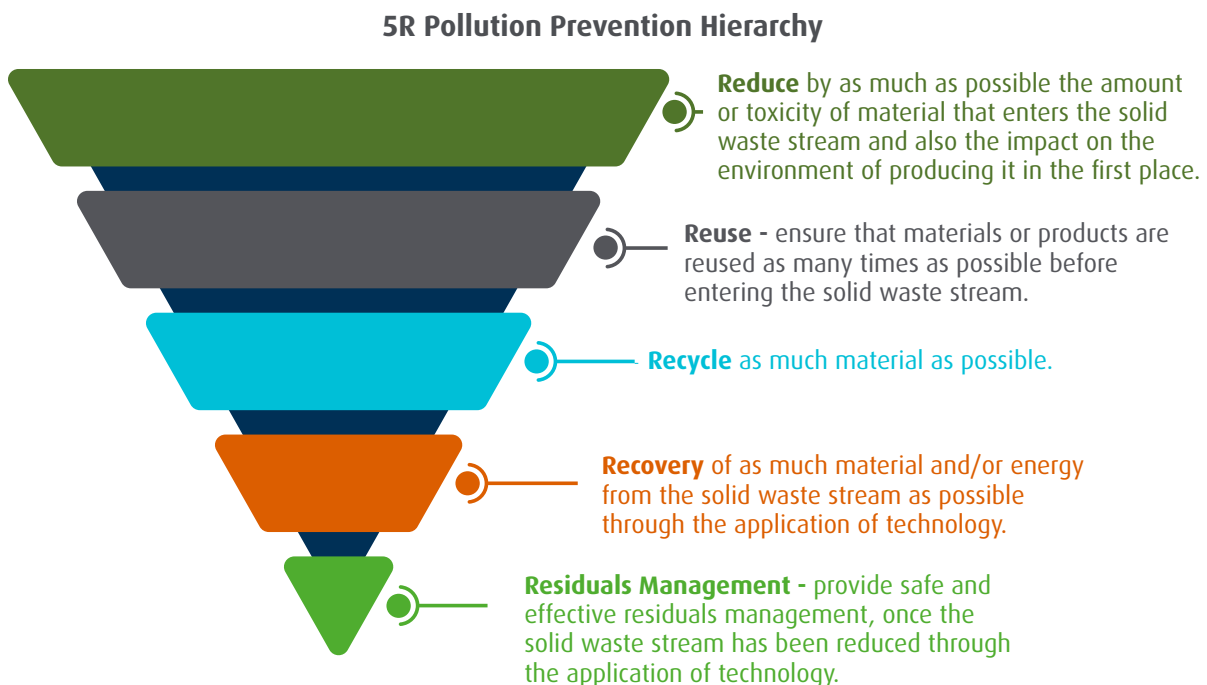 5R Pollution Prevention Hierarchy
Reduce by as much as possible the amount
or toxicity of material that enters the solid
waste stream and also the impact on the
environment of producing it in the first place.
Reuse - ensure that materials or products are
reused as many times as possible before
entering the solid waste stream.
Recycle as much material as possible.
Recovery of as much material and/or energy
from the solid waste stream as possible
through the application of technology.
Residuals Management - provide safe and
effective residuals management, once the
solid waste stream has been reduced through
the application of technology.